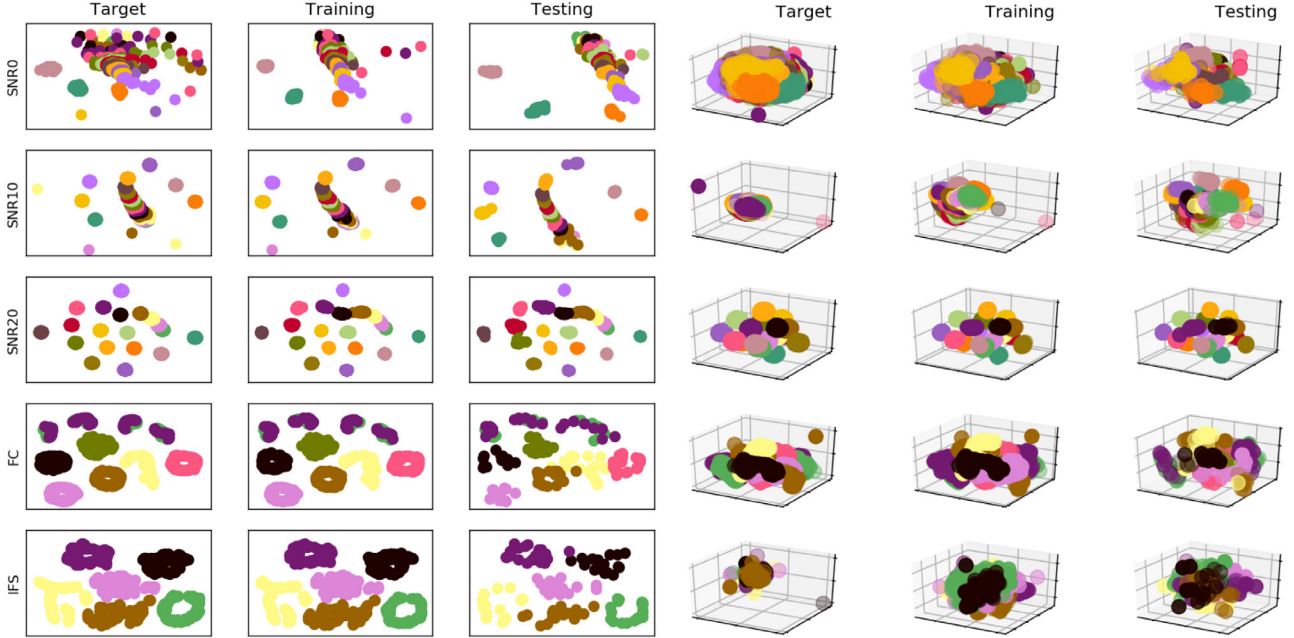 Target Training Testing Target Training Testing
SNR0
SNR10
SNR20
FC
IFS